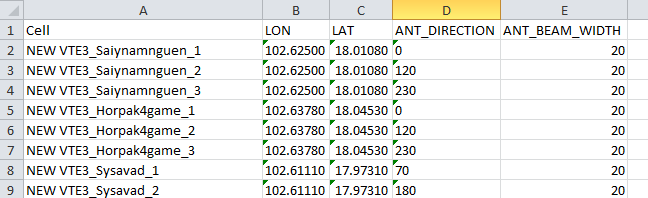 A B C D E
1 Cell LON LAT ANT_DIRECTION ANT_BEAM_WIDTH
2 NEW VTE3_Saiynamnguen_1 102.62500 18.01080 0 20
3 NEW VTE3_Saiynamnguen_2 102.62500 18.01080 120 20
4 NEW VTE3_Saiynamnguen_3 102.62500 18.01080 230 20
5 NEW VTE3_Horpak4game_1 102.63780 18.04530 0 20
6 NEW VTE3_Horpak4game_2 102.63780 18.04530 120 20
7 NEW VTE3_Horpak4game_3 102.63780 18.04530 230 20
8 NEW VTE3_Sysavad_1 102.61110 17.97310 70 20
9 NEW VTE3_Sysavad_2 102.61110 17.97310 180 20